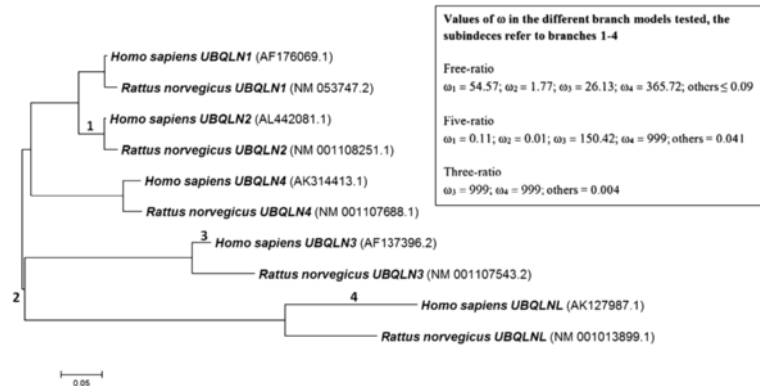 Values of ω in the different branch models tested, the
subindeces refer to branches 1-4
Free-ratio
ω₁ = 54.57; ω₂ = 1.77; ω₃ = 26.13; ω₄ = 365.72; others ≤ 0.09
Five-ratio
ω₁ = 0.11; ω₂ = 0.01; ω₃ = 150.42; ω₄ = 999; others = 0.041
Three-ratio
ω₃ = 999; ω₄ = 999; others = 0.004
Homo sapiens UBQLN1 (AF176069.1)
Rattus norvegicus UBQLN1 (NM 053747.2)
1
Homo sapiens UBQLN2 (AL442081.1)
Rattus norvegicus UBQLN2 (NM 001108251.1)
Homo sapiens UBQLN4 (AK314413.1)
Rattus norvegicus UBQLN4 (NM 001107688.1)
3
Homo sapiens UBQLN3 (AF137396.2)
Rattus norvegicus UBQLN3 (NM 001107543.2)
2
4
Homo sapiens UBQLNL (AK127987.1)
Rattus norvegicus UBQLNL (NM 001013899.1)
0.05